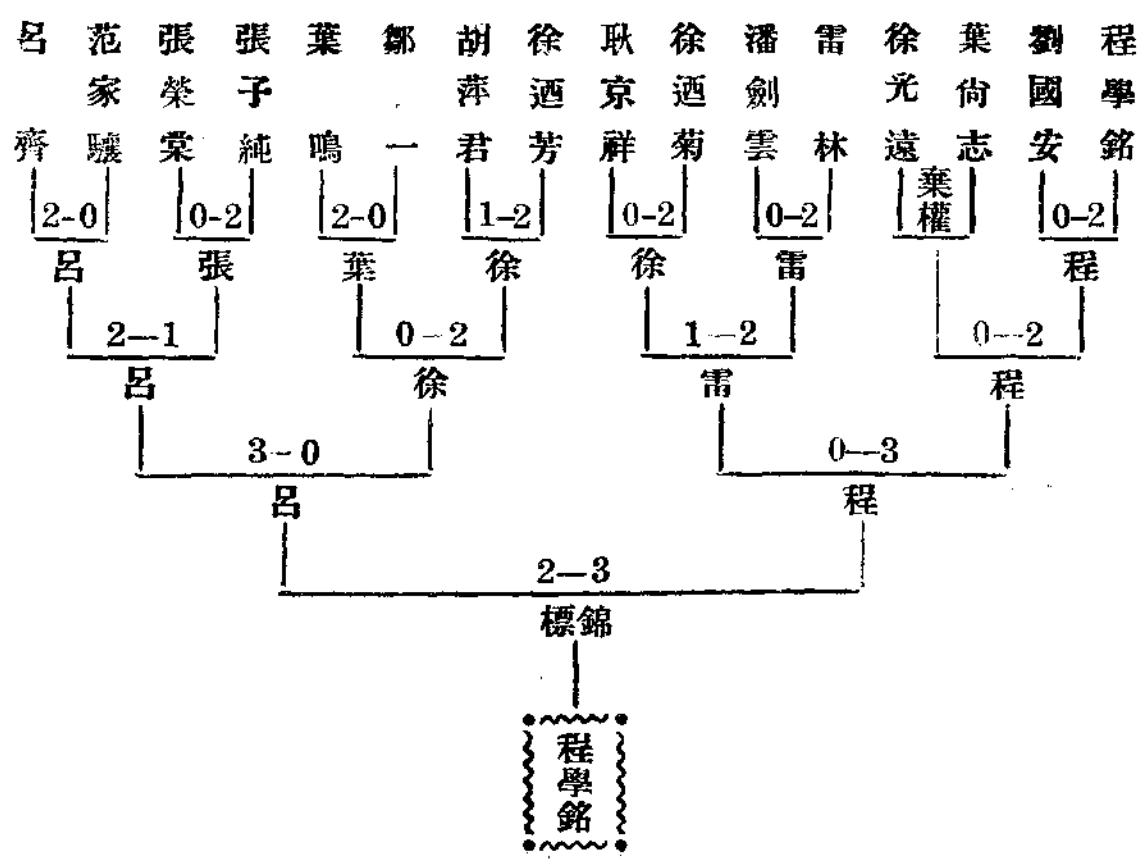 呂齊
范家驤
張榮棠
張子純
葉鳴
鄒一
胡萍君
徐迺芳
耿京祥
徐迺菊
潘劍雲
雷林
徐光遠
葉尙志
劉國安
程學銘
2-0
0-2
2-0
1-2
0-2
0-2
棄權
0-2
呂
張
葉
徐
徐
雷
程
2—1
0-2
1-2
0—2
呂
徐
雷
程
3-0
0—3
呂
程
2—3
標錦
程學銘